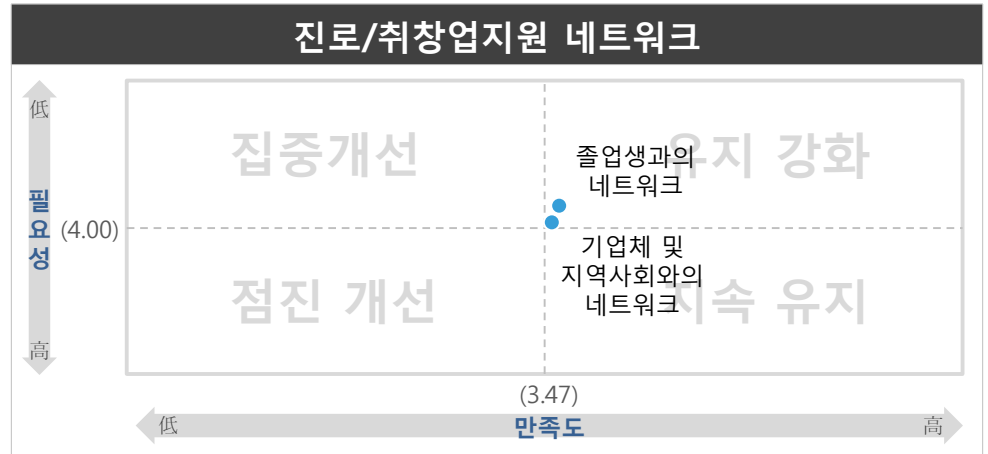 진로/취창업지원 네트워크
低
집중개선
유지 강화
졸업생과의
네트워크
필
요
성
(4.00)
기업체 및
지역사회와의
네트워크
점진 개선
지속 유지
高
(3.47)
低
만족도
高